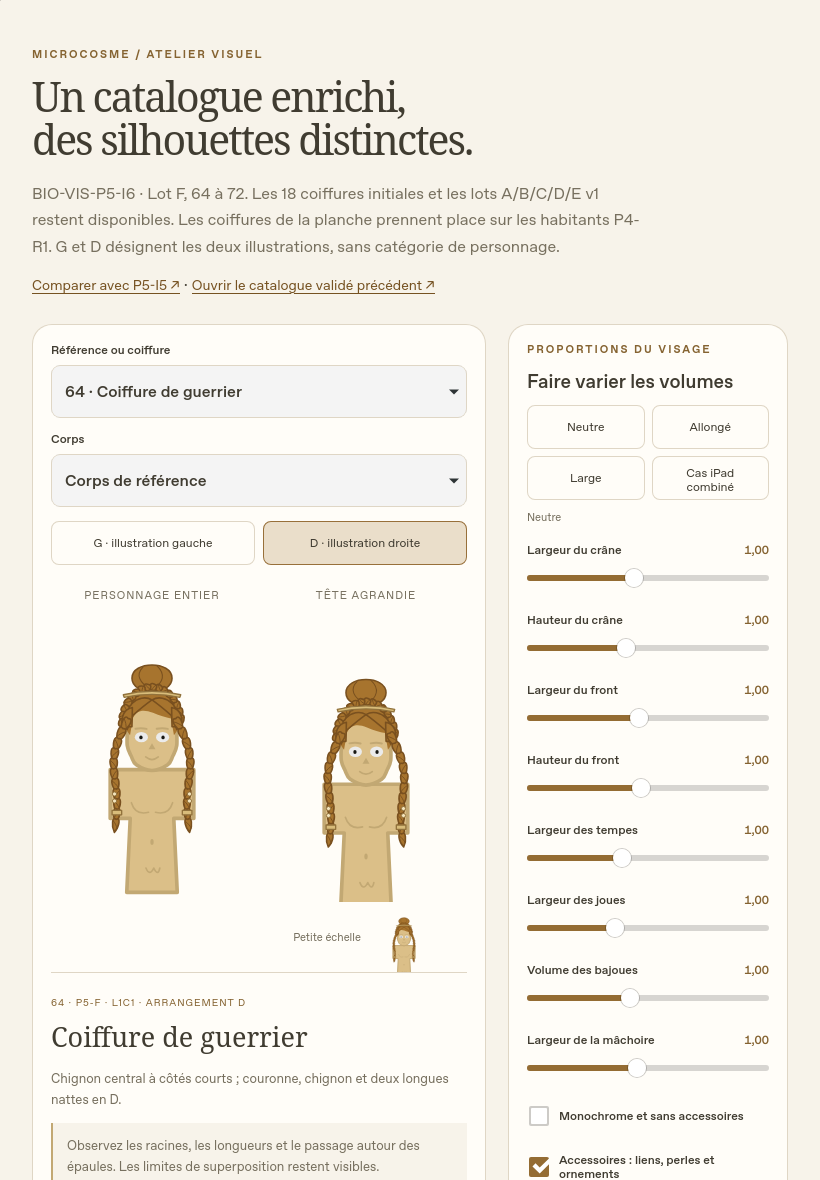 MICROCOSME / ATELIER VISUEL
Un catalogue enrichi,
des silhouettes distinctes.
BIO-VIS-P5-I6 · Lot F, 64 à 72. Les 18 coiffures initiales et les lots A/B/C/D/E v1
restent disponibles. Les coiffures de la planche prennent place sur les habitants P4-
R1. G et D désignent les deux illustrations, sans catégorie de personnage.
Comparer avec P5-I5 ↗ · Ouvrir le catalogue validé précédent ↗
Référence ou coiffure
64 · Coiffure de guerrier
Corps
Corps de référence
G · illustration gauche
D · illustration droite
PERSONNAGE ENTIER
TÊTE AGRANDIE
Petite échelle
64 · P5-F · L1C1 · ARRANGEMENT D
Coiffure de guerrier
Chignon central à côtés courts ; couronne, chignon et deux longues
nattes en D.
Observez les racines, les longueurs et le passage autour des
épaules. Les limites de superposition restent visibles.
PROPORTIONS DU VISAGE
Faire varier les volumes
Neutre
Allongé
Large
Cas iPad
combiné
Neutre
Largeur du crâne 1,00
Hauteur du crâne 1,00
Largeur du front 1,00
Hauteur du front 1,00
Largeur des tempes 1,00
Largeur des joues 1,00
Volume des bajoues 1,00
Largeur de la mâchoire 1,00
Monochrome et sans accessoires
Accessoires : liens, perles et
ornements